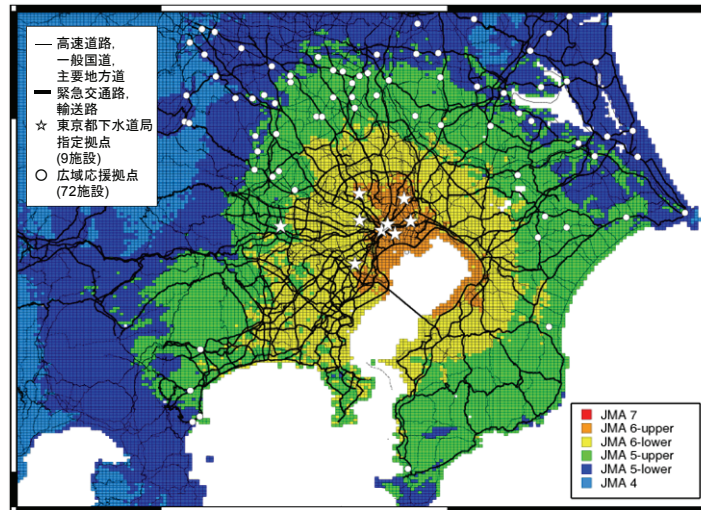 高速道路,
一般国道,
主要地方道
緊急交通路,
輸送路
東京都下水道局
指定拠点
(9施設)
広域応援拠点
(72施設)
JMA 7
JMA 6-upper
JMA 6-lower
JMA 5-upper
JMA 5-lower
JMA 4